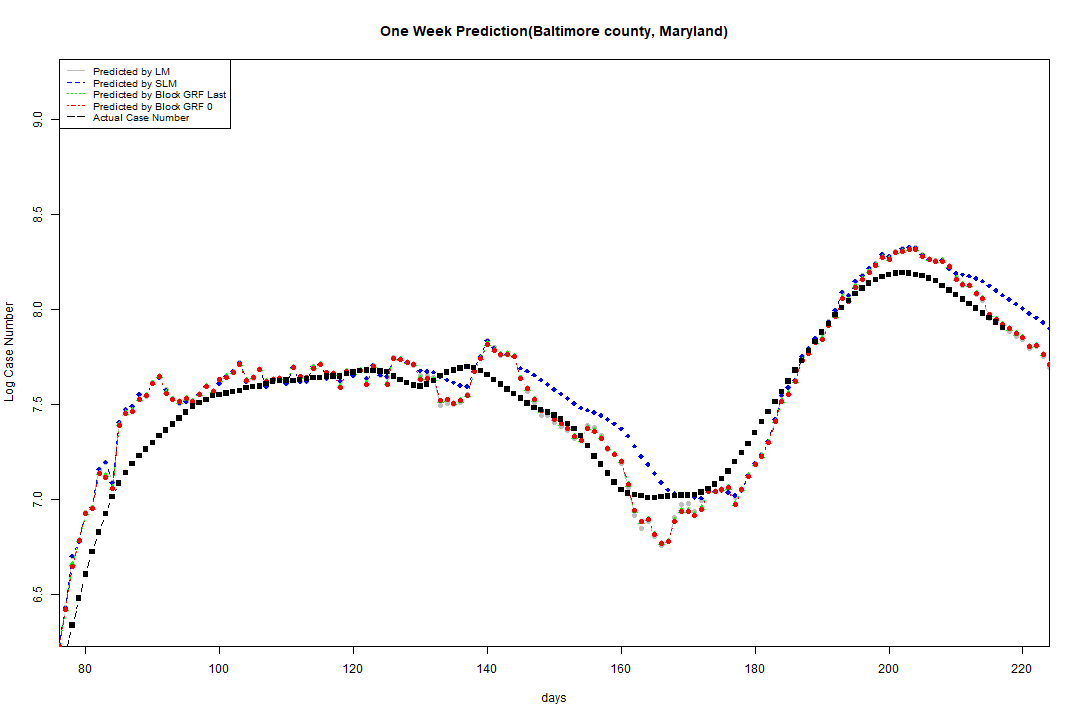 One Week Prediction(Baltimore county, Maryland)
Predicted by LM
Predicted by SLM
Predicted by Block GRF Last
Predicted by Block GRF 0
Actual Case Number
9.0
8.5
8.0
7.5
7.0
6.5
Log Case Number
80 100 120 140 160 180 200 220
days